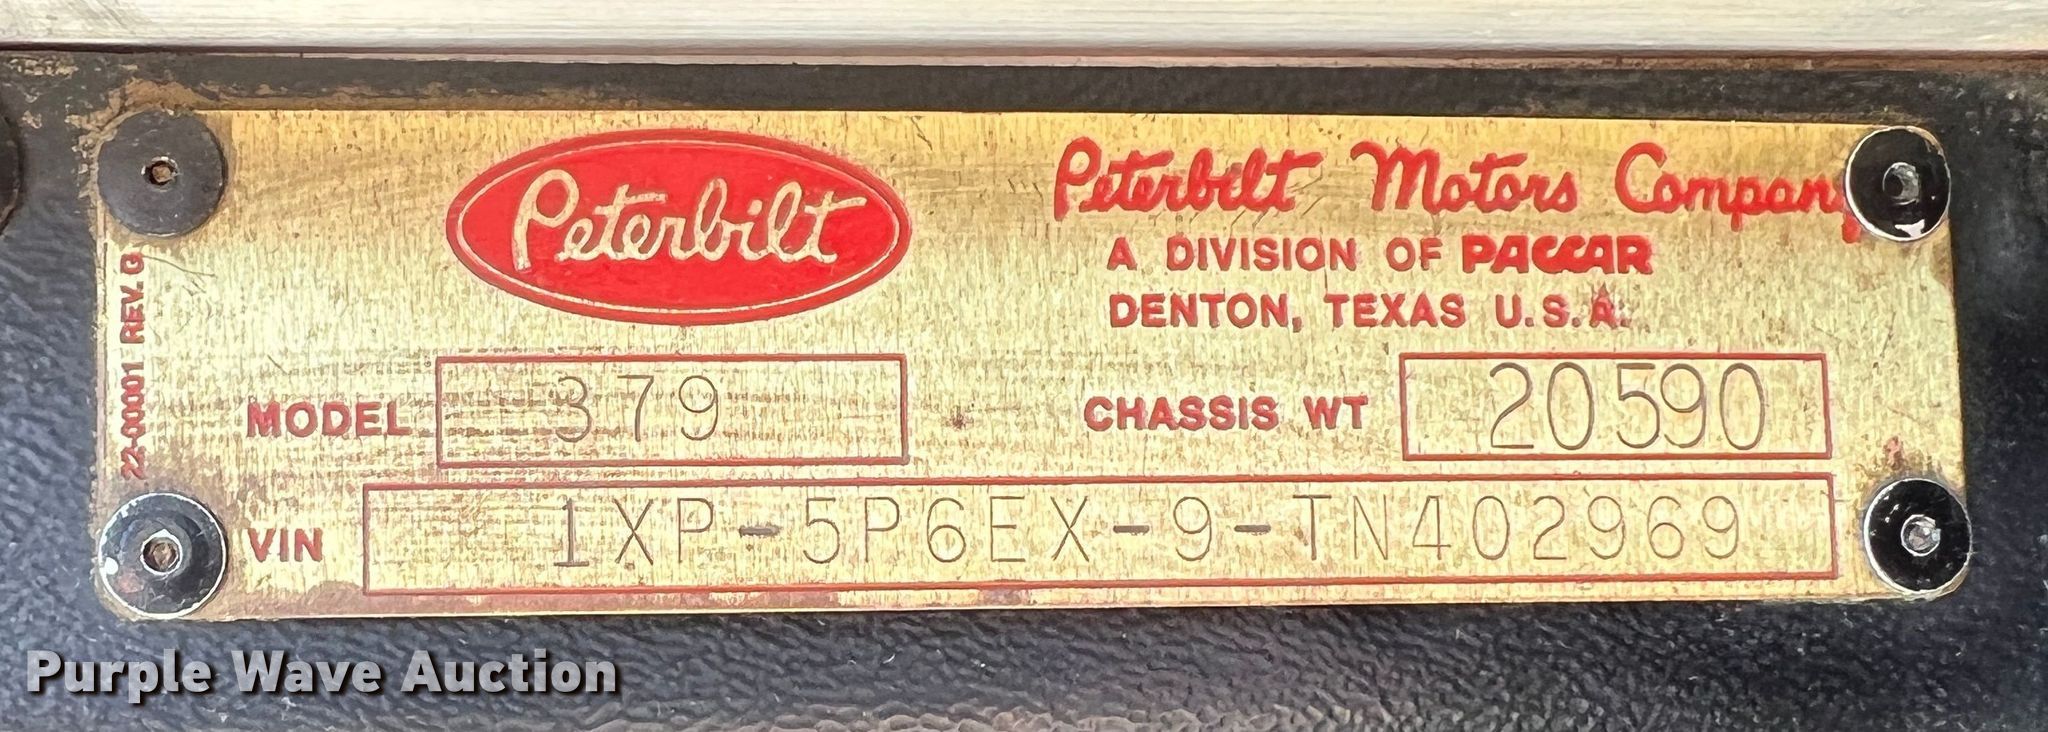 Peterbilt
Peterbilt Motors Company
A DIVISION OF PACCAR
DENTON, TEXAS U.S.A.
22-00001 REV. G
MODEL 379
CHASSIS WT 20590
VIN 1XP-5P6EX-9-TN402969
Purple Wave Auction